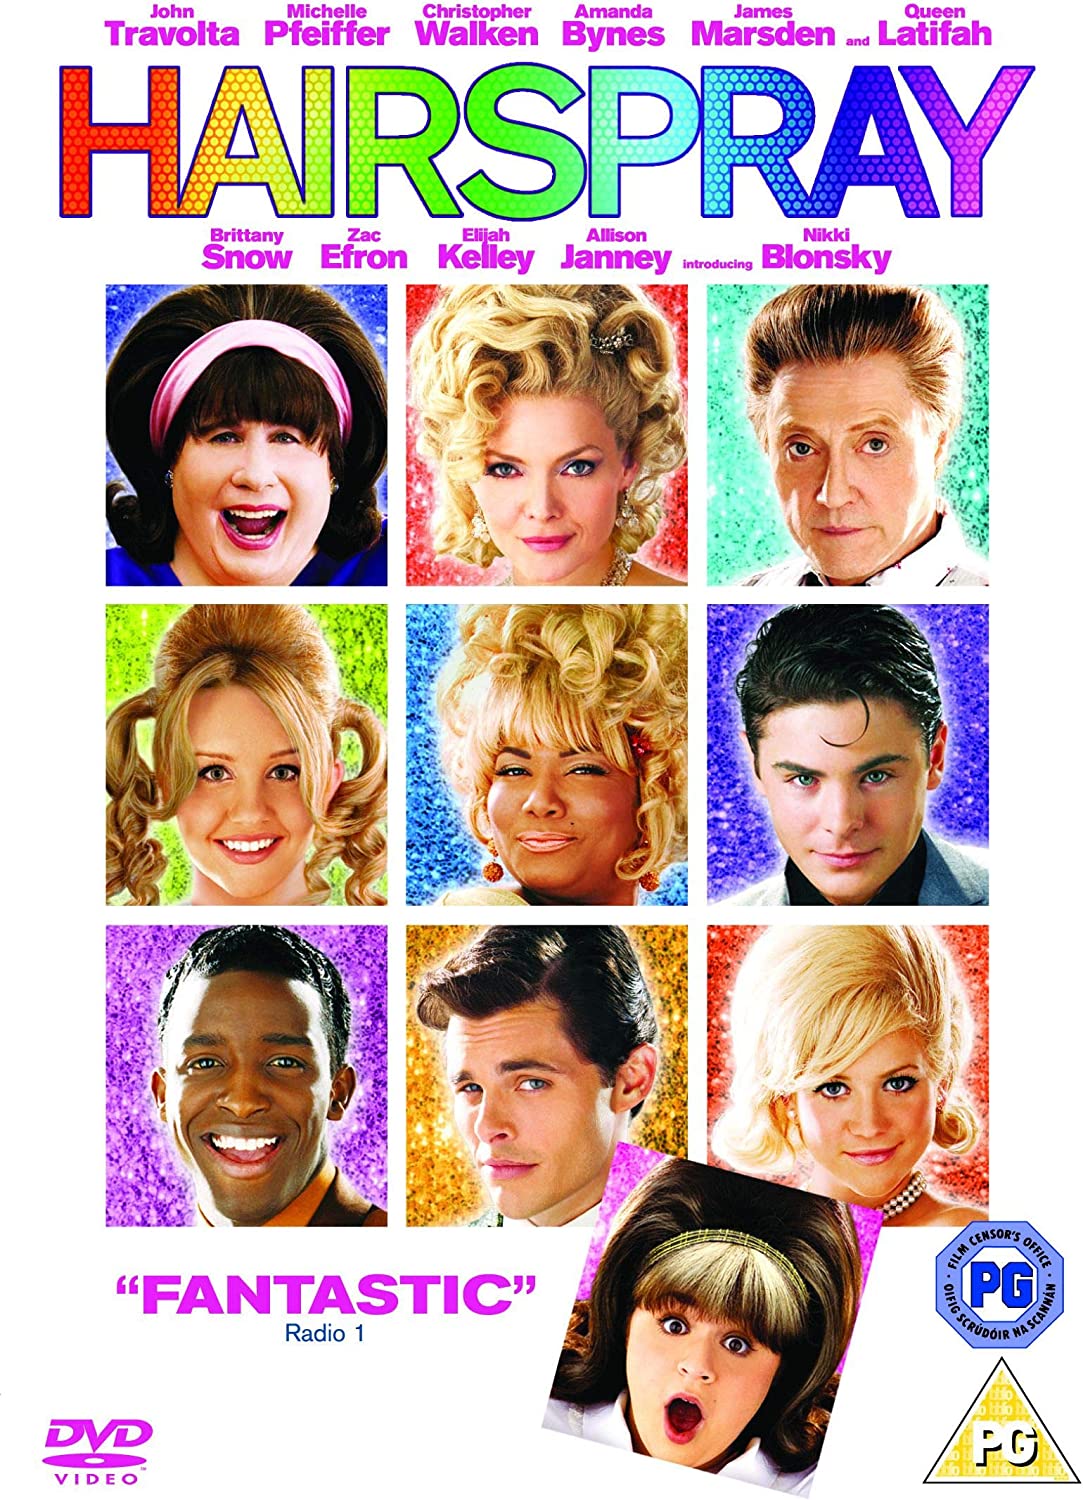 John Michelle Christopher Amanda James Queen
Travolta Pfeiffer Walken Bynes Marsden and Latifah
HAIRSPRAY
Brittany Zac Elijah Allison Nikki
Snow Efron Kelley Janney introducing Blonsky
“FANTASTIC”
Radio 1
FILM CENSOR'S OFFICE
PG
OIFIG SCRÚDÓIR NA SCANNÁN
DVD
VIDEO™
PG